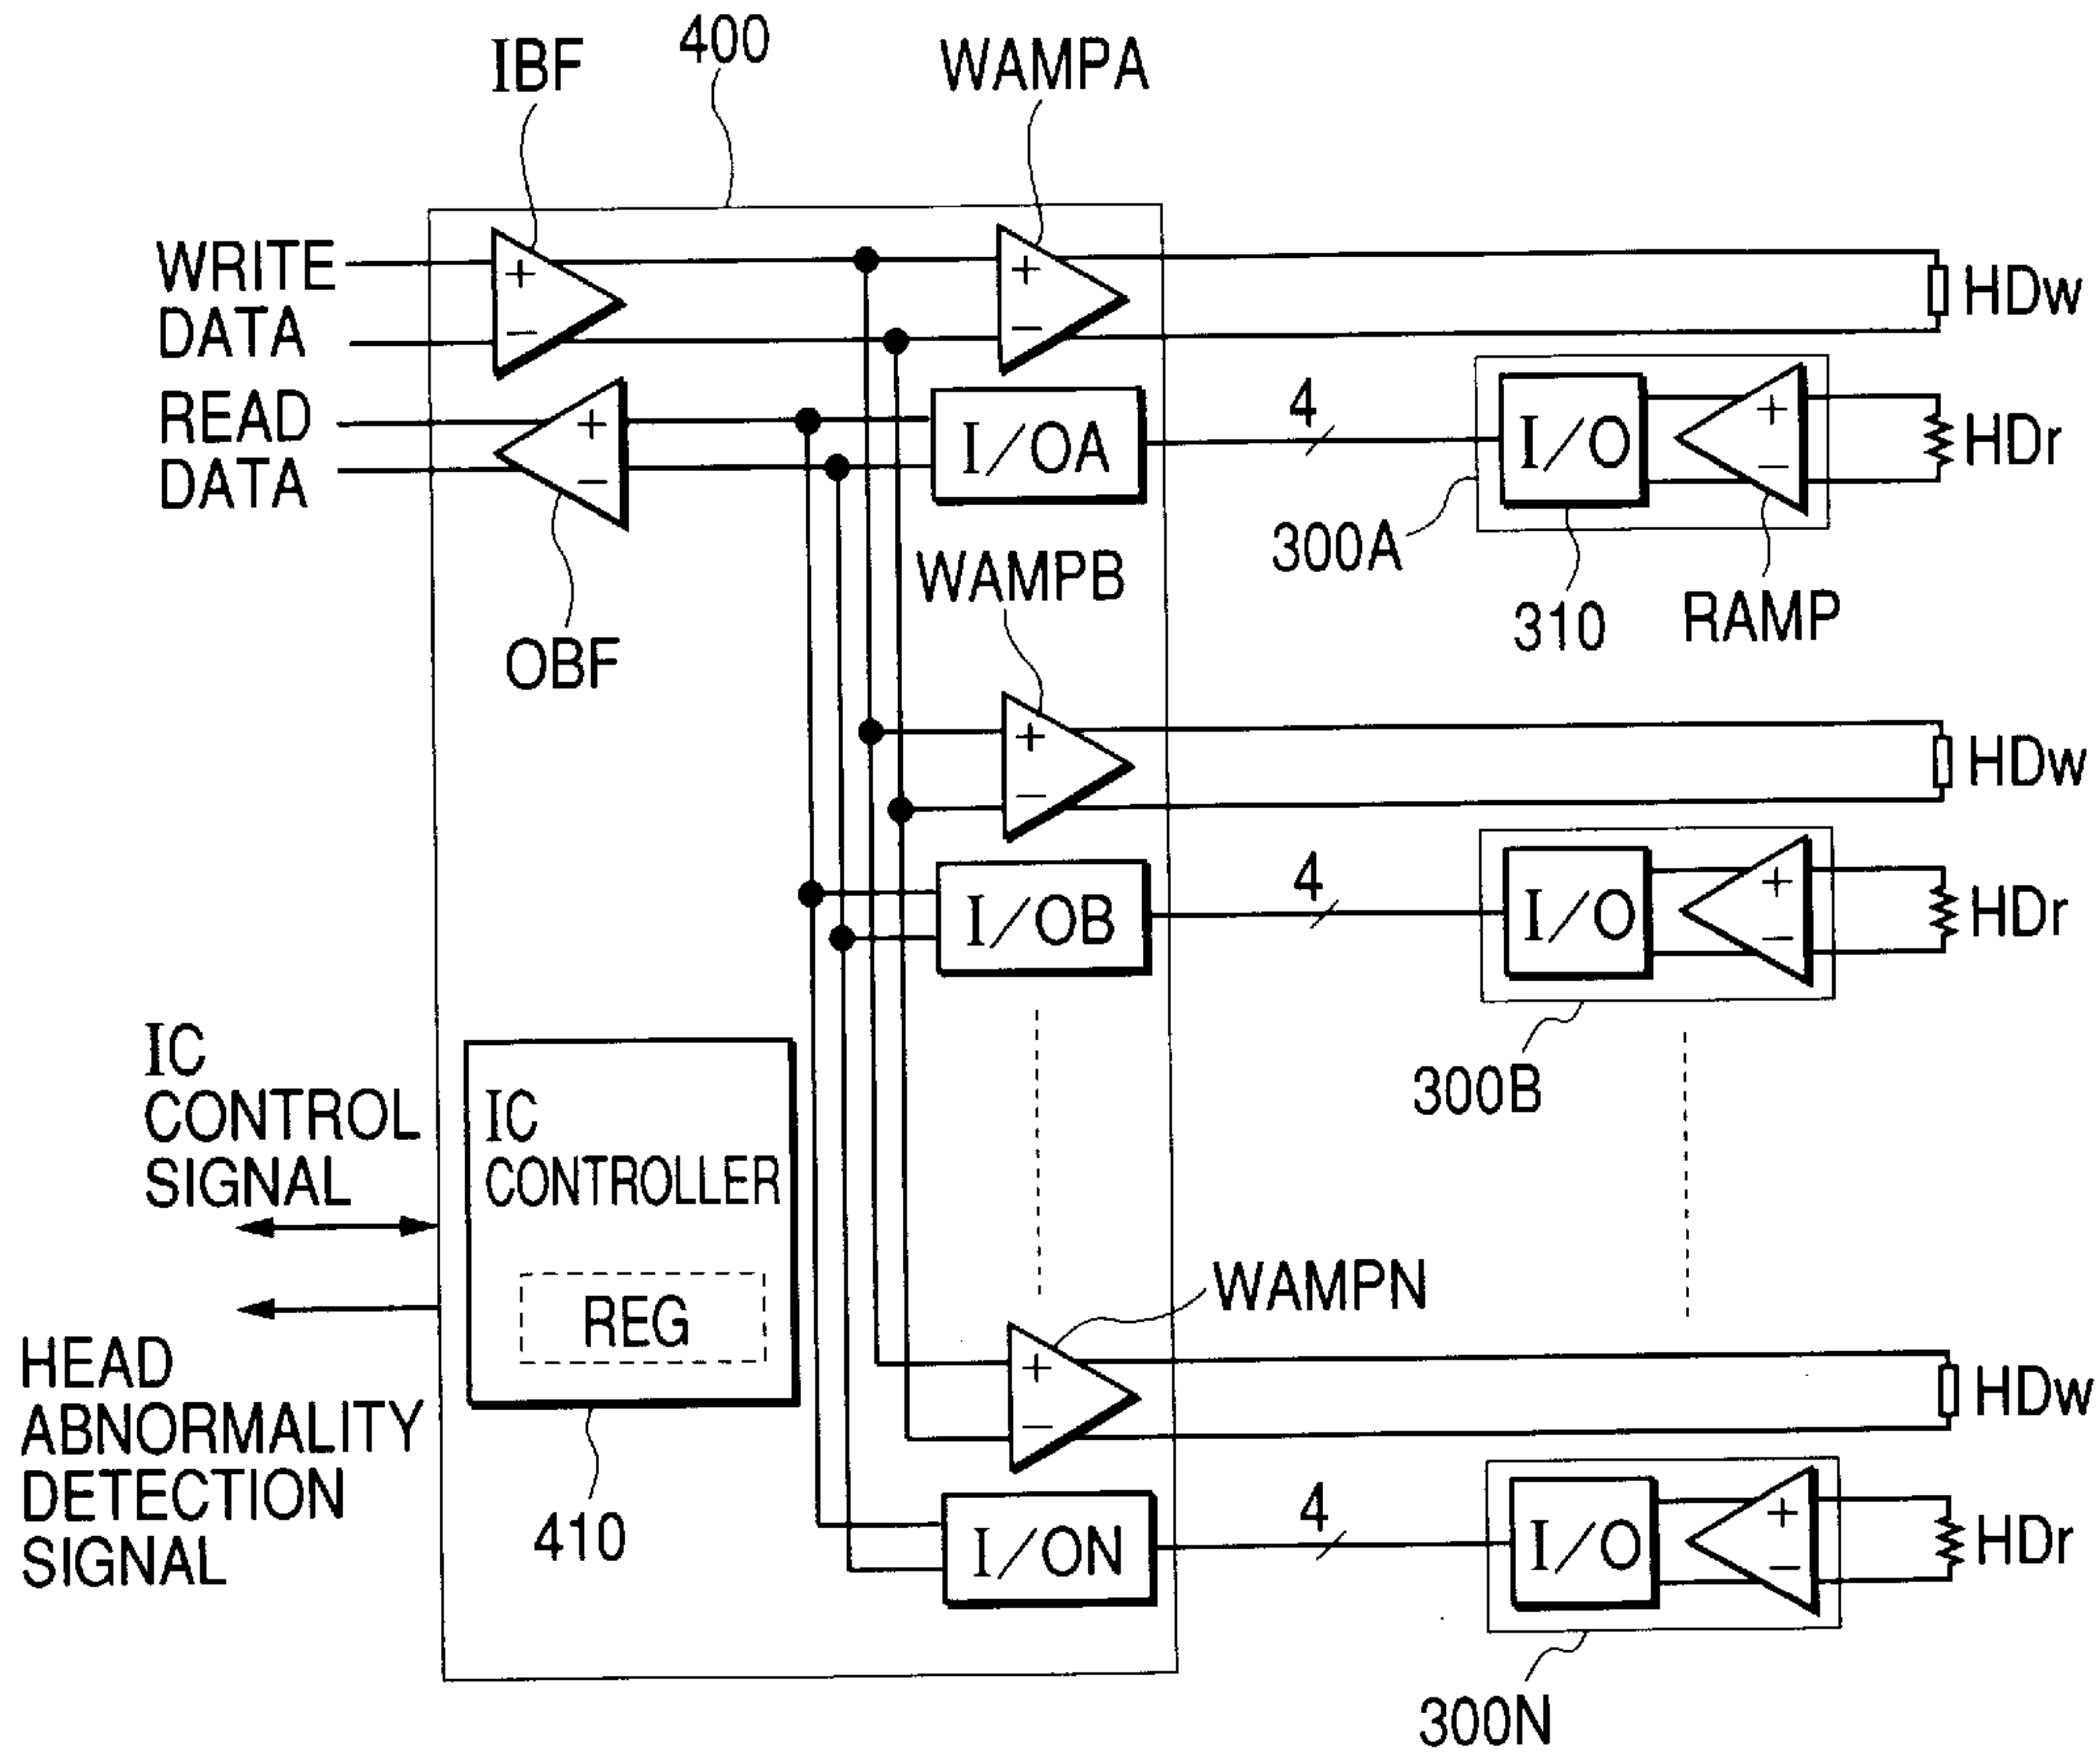 400
IBF
WAMPA
WRITE
DATA
+
−
+
−
HDw
READ
DATA
+
−
I/OA
4
I/O
+
−
HDr
300A
310
RAMP
OBF
WAMPB
+
−
HDw
I/OB
4
I/O
+
−
HDr
300B
IC
CONTROL
SIGNAL
IC
CONTROLLER
REG
410
HEAD
ABNORMALITY
DETECTION
SIGNAL
WAMPN
+
−
HDw
I/ON
4
I/O
+
−
HDr
300N